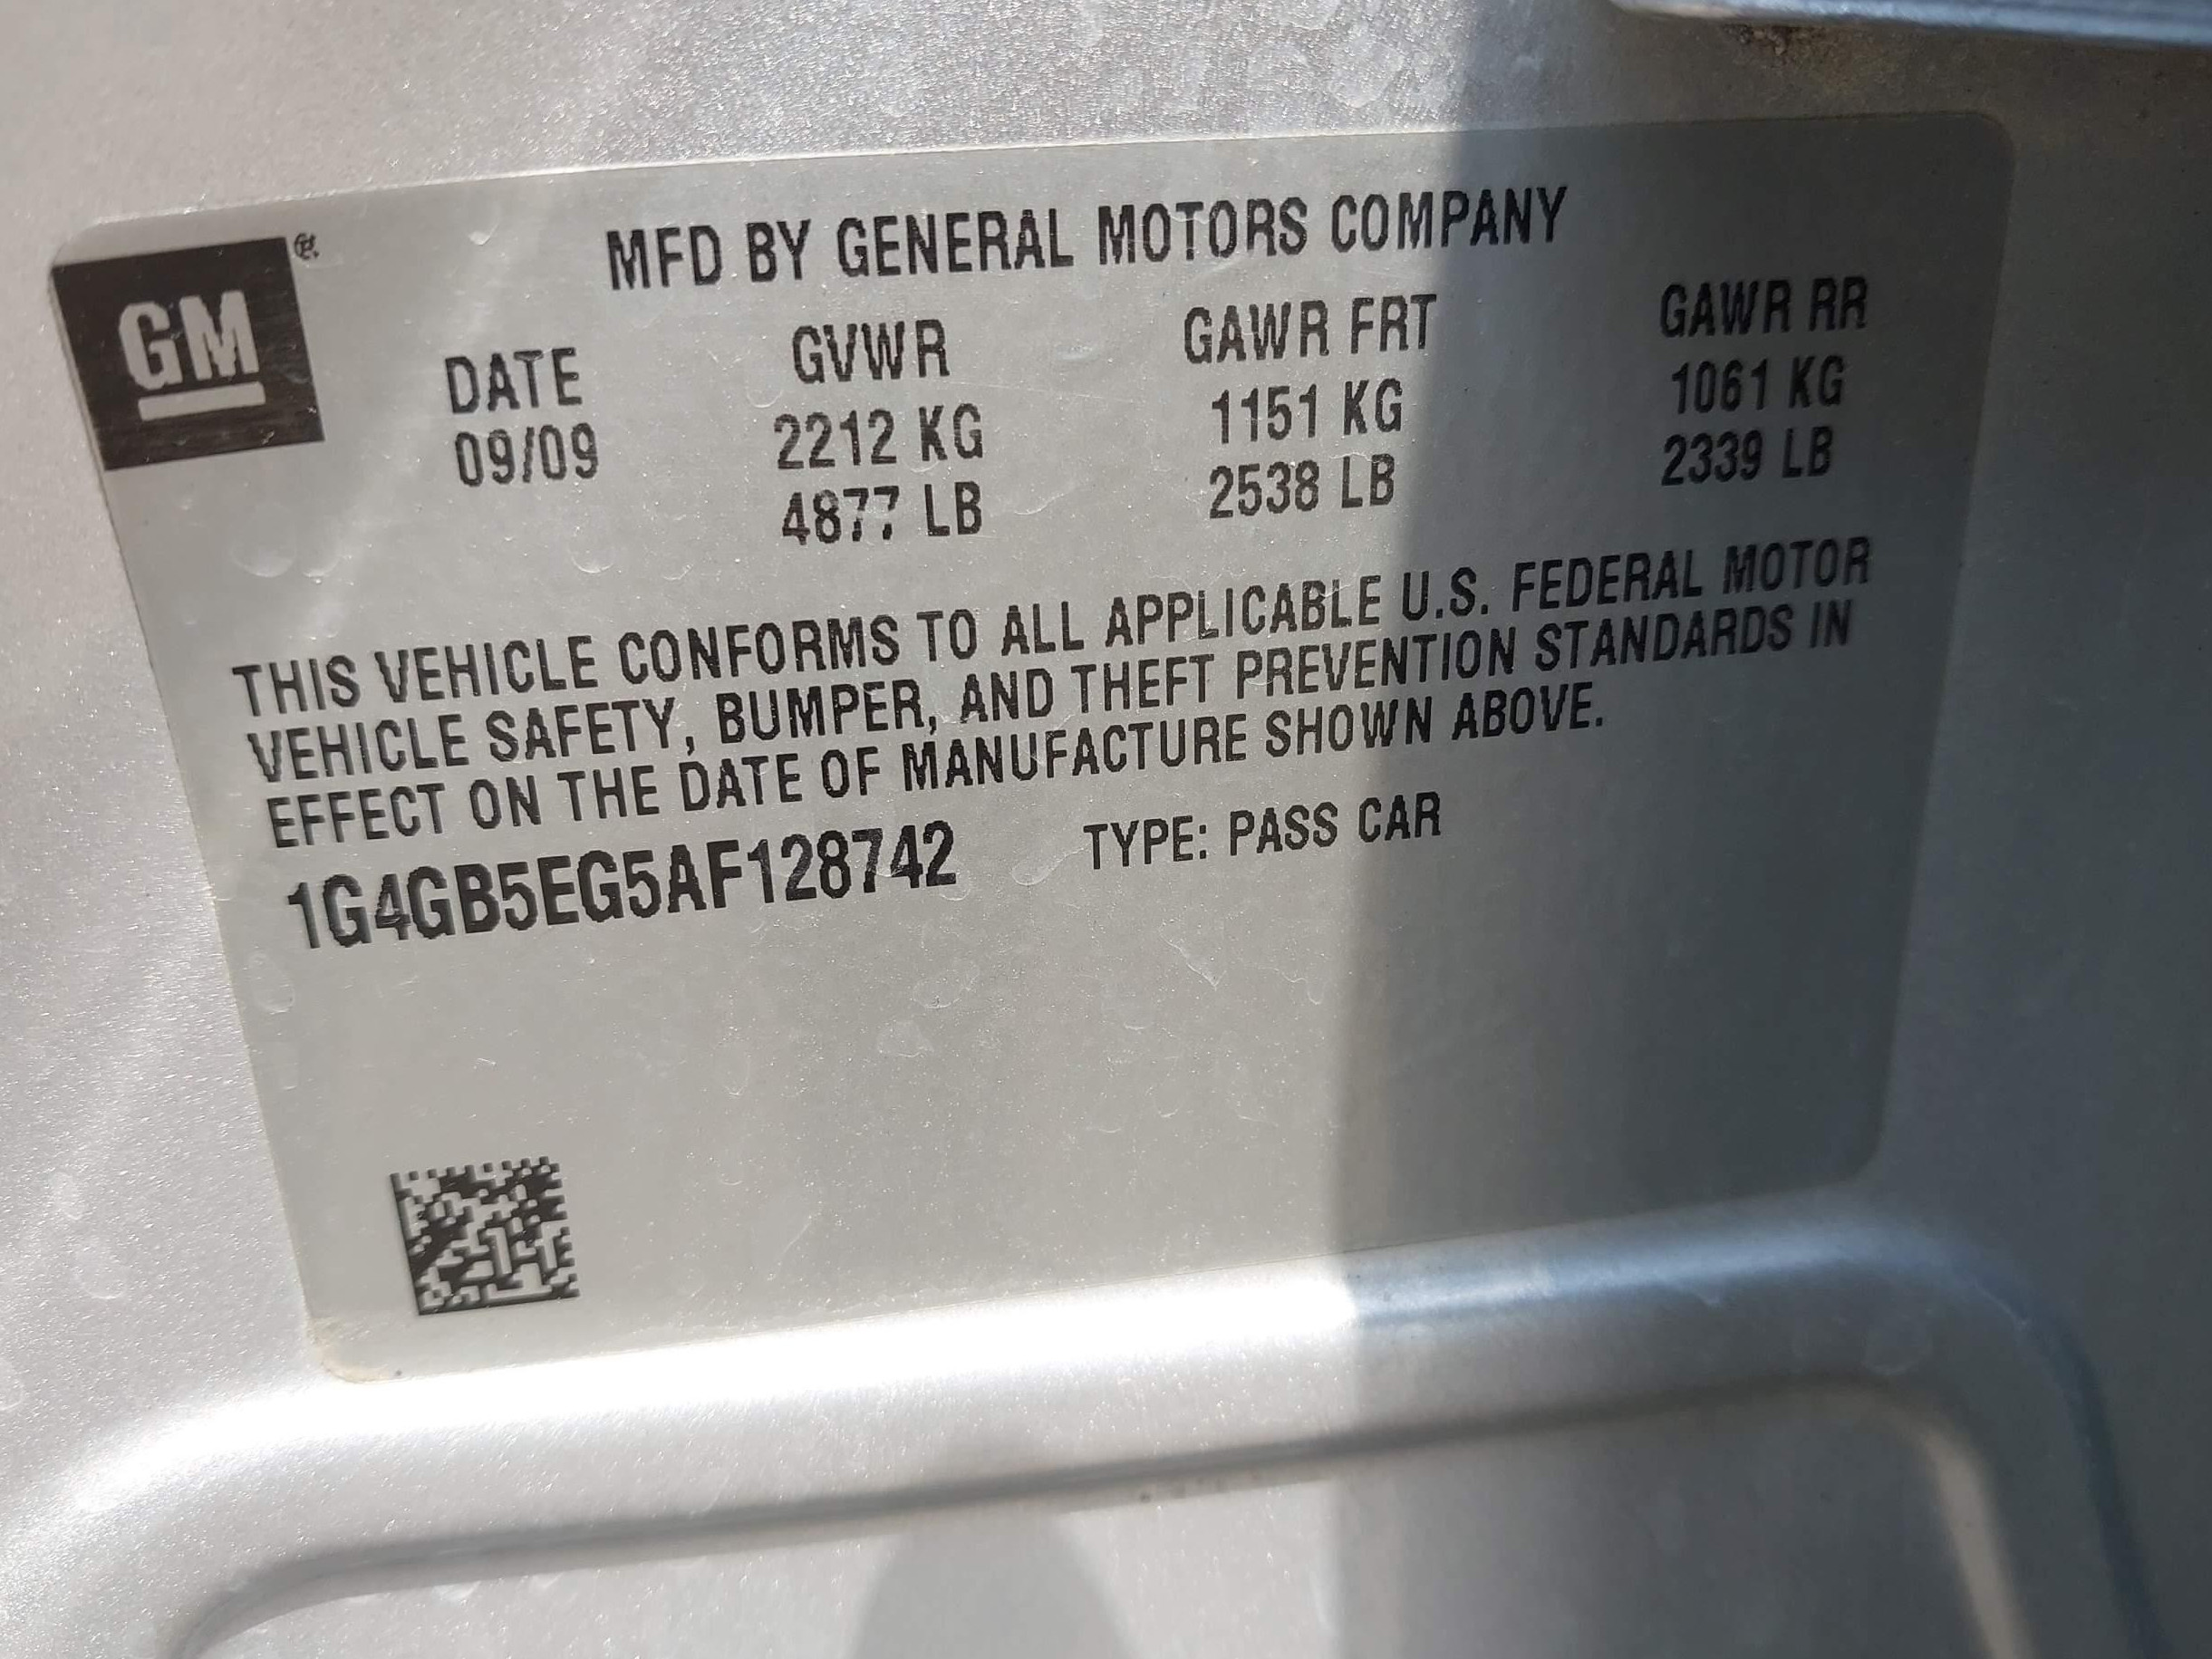 GM
MFD BY GENERAL MOTORS COMPANY
DATE GVWR GAWR FRT GAWR RR
09/09 2212 KG 1151 KG 1061 KG
4877 LB 2538 LB 2339 LB
THIS VEHICLE CONFORMS TO ALL APPLICABLE U.S. FEDERAL MOTOR
VEHICLE SAFETY, BUMPER, AND THEFT PREVENTION STANDARDS IN
EFFECT ON THE DATE OF MANUFACTURE SHOWN ABOVE.
1G4GB5EG5AF128742 TYPE: PASS CAR